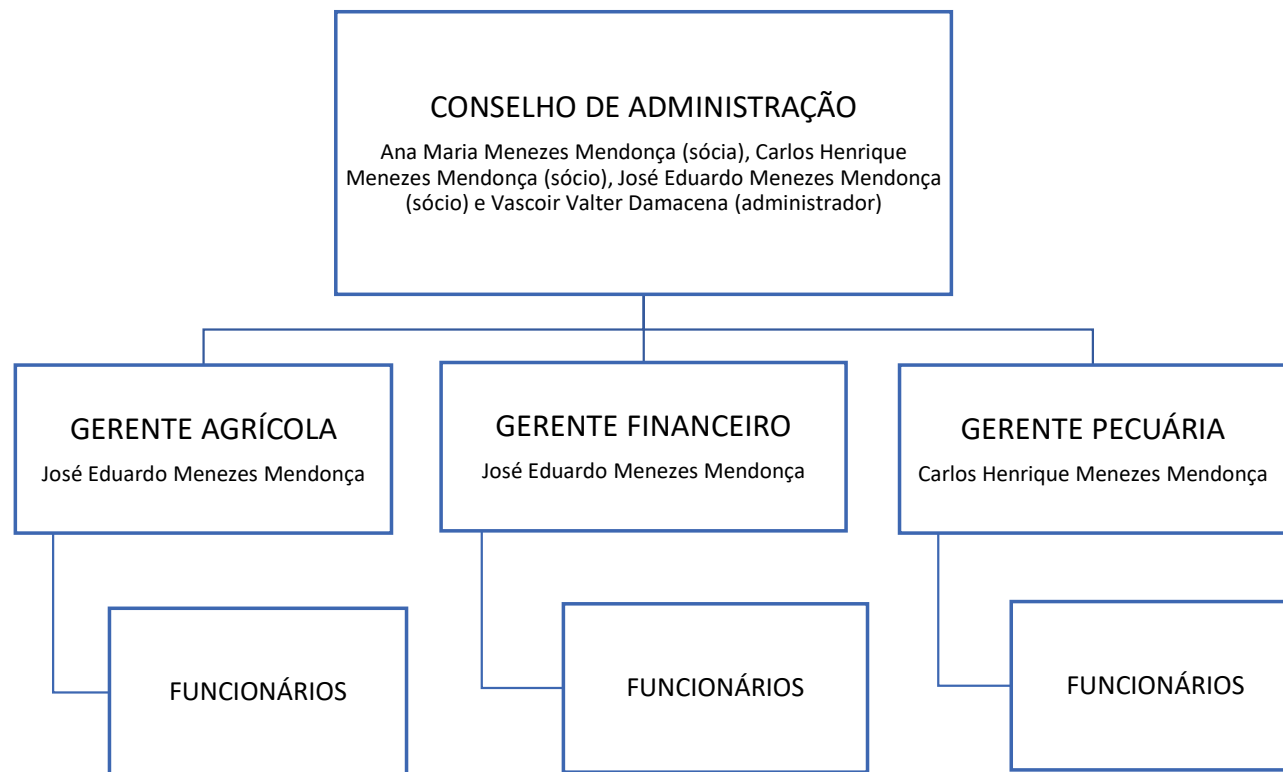 CONSELHO DE ADMINISTRAÇÃO
Ana Maria Menezes Mendonça (sócia), Carlos Henrique
Menezes Mendonça (sócio), José Eduardo Menezes Mendonça
(sócio) e Vascoir Valter Damacena (administrador)
GERENTE AGRÍCOLA
José Eduardo Menezes Mendonça
GERENTE FINANCEIRO
José Eduardo Menezes Mendonça
GERENTE PECUÁRIA
Carlos Henrique Menezes Mendonça
FUNCIONÁRIOS
FUNCIONÁRIOS
FUNCIONÁRIOS